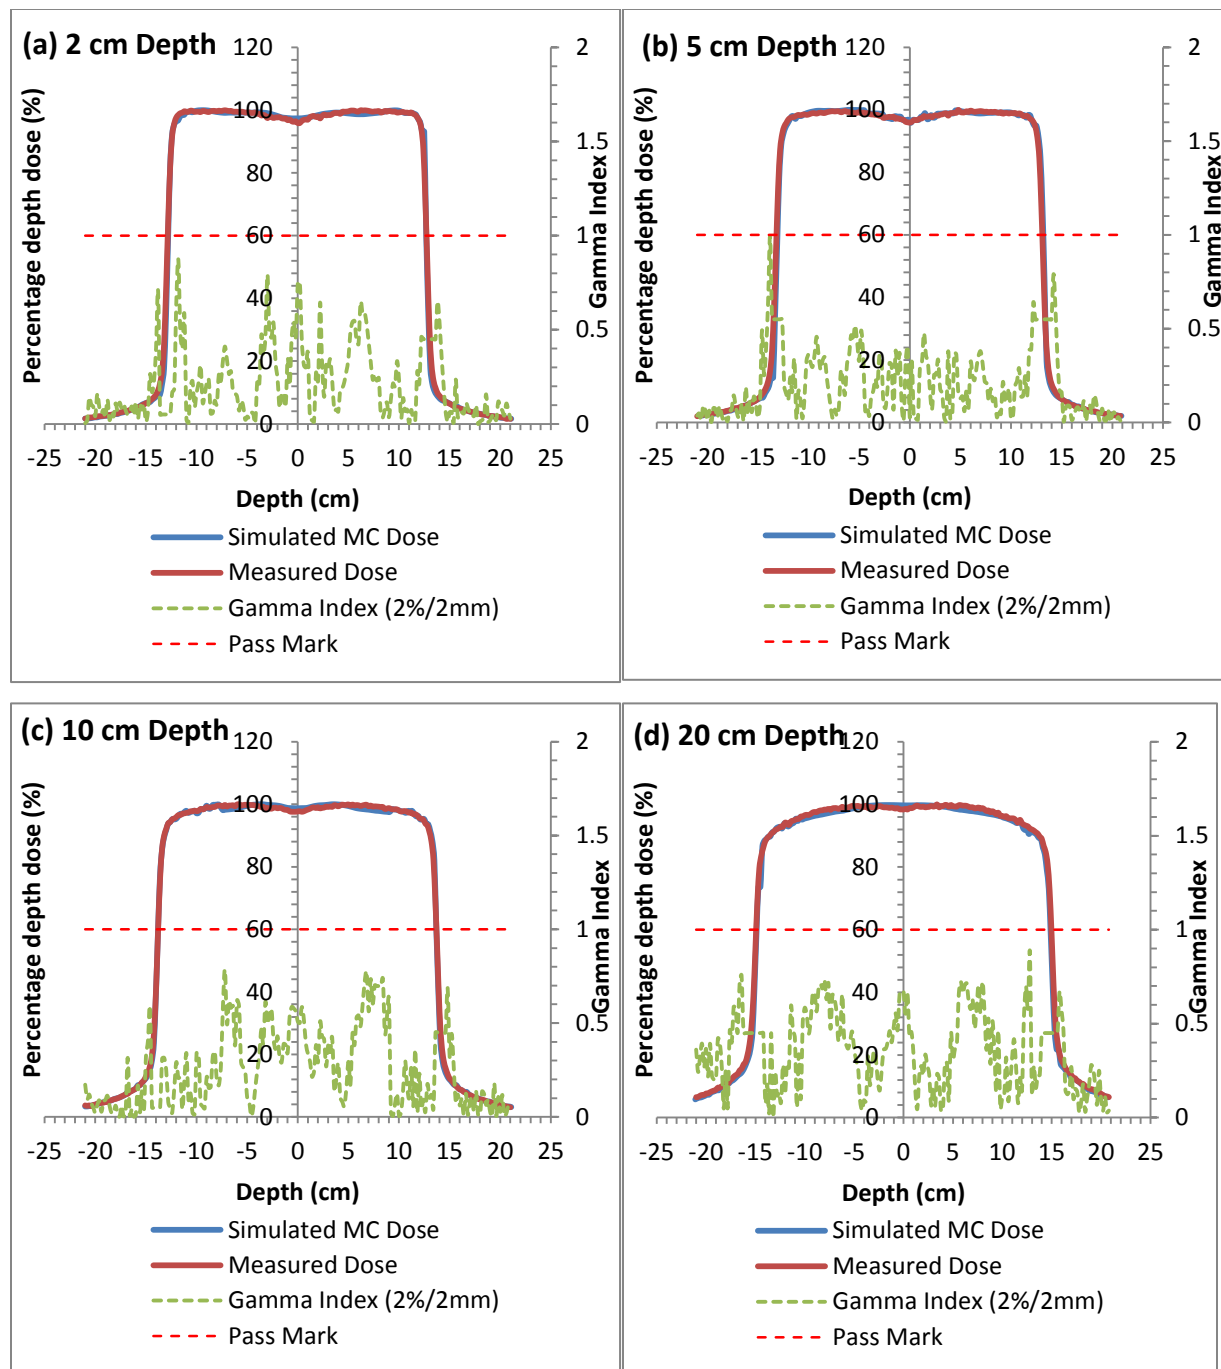 (a) 2 cm Depth
Percentage depth dose (%)
120
100
80
60
40
20
0
2
1.5
1
0.5
0
Gamma Index
-25 -20 -15 -10 -5 0 5 10 15 20 25
Depth (cm)
Simulated MC Dose
Measured Dose
Gamma Index (2%/2mm)
Pass Mark
(b) 5 cm Depth
Percentage depth dose (%)
120
100
80
60
40
20
0
2
1.5
1
0.5
0
Gamma Index
-25 -20 -15 -10 -5 0 5 10 15 20 25
Depth (cm)
Simulated MC Dose
Measured Dose
Gamma Index (2%/2mm)
Pass Mark
(c) 10 cm Depth
Percentage depth dose (%)
120
100
80
60
40
20
0
2
1.5
1
0.5
0
Gamma Index
-25 -20 -15 -10 -5 0 5 10 15 20 25
Depth (cm)
Simulated MC Dose
Measured Dose
Gamma Index (2%/2mm)
Pass Mark
(d) 20 cm Depth
Percentage depth dose (%)
120
100
80
60
40
20
0
2
1.5
1
0.5
0
Gamma Index
-25 -20 -15 -10 -5 0 5 10 15 20 25
Depth (cm)
Simulated MC Dose
Measured Dose
Gamma Index (2%/2mm)
Pass Mark